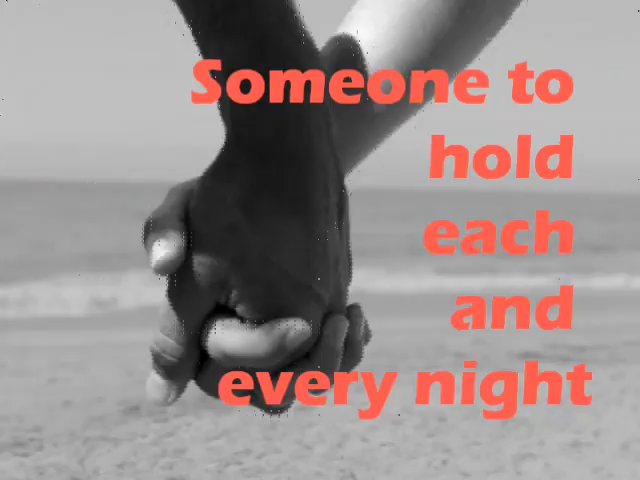 Someone to
hold
each
and
every night